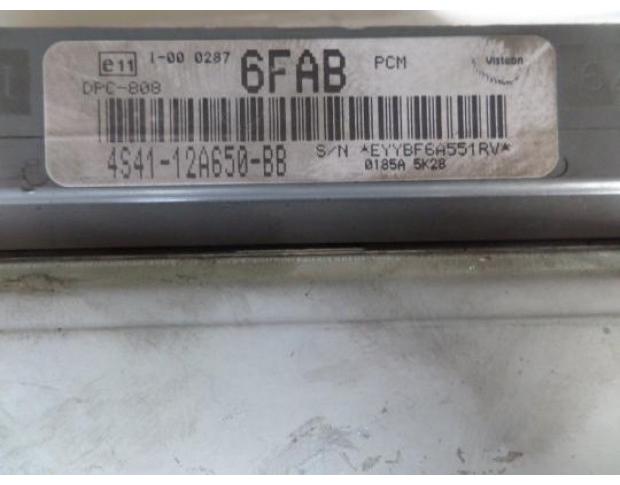 e11 1-00 0287 6FAB PCM Visteon
DPC-808
4S41-12A650-BB S/N *EYYBF6A551RV*
0185A 5K28